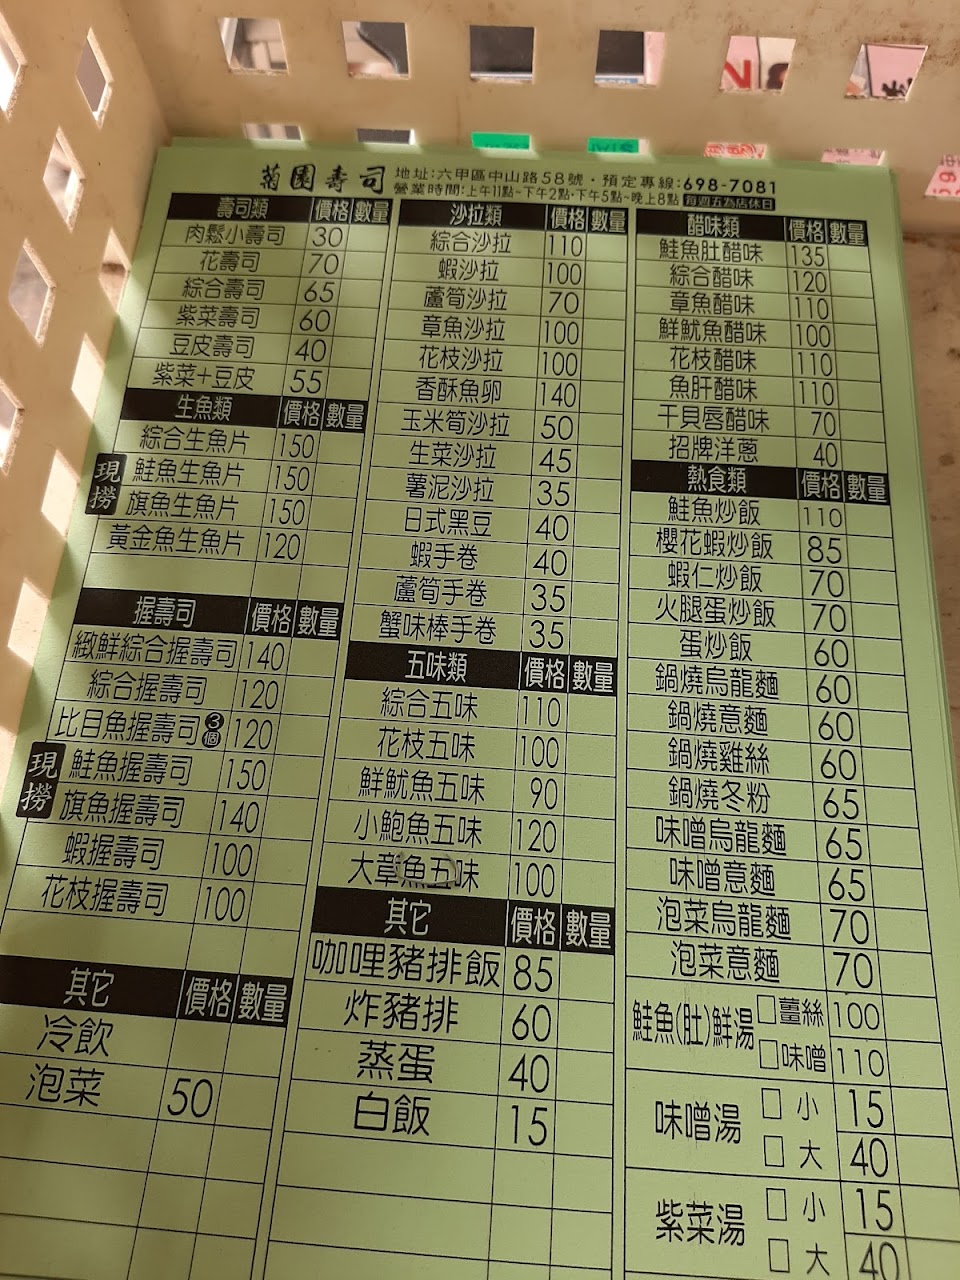 菊園壽司
地址:六甲區中山路58號・預定專線:698-7081
營業時間:上午11點~下午2點・下午5點~晚上8點 每週五為店休日
壽司類 價格 數量
肉鬆小壽司 30
花壽司 70
綜合壽司 65
紫菜壽司 60
豆皮壽司 40
紫菜+豆皮 55
生魚類 價格 數量
綜合生魚片 150
現撈
鮭魚生魚片 150
旗魚生魚片 150
黃金魚生魚片 120
握壽司 價格 數量
緻鮮綜合握壽司 140
綜合握壽司 120
比目魚握壽司 3個 120
現撈
鮭魚握壽司 150
旗魚握壽司 140
蝦握壽司 100
花枝握壽司 100
其它 價格 數量
冷飲
泡菜 50
沙拉類 價格 數量
綜合沙拉 110
蝦沙拉 100
蘆筍沙拉 70
章魚沙拉 100
花枝沙拉 100
香酥魚卵 140
玉米筍沙拉 50
生菜沙拉 45
薯泥沙拉 35
日式黑豆 40
蝦手卷 40
蘆筍手卷 35
蟹味棒手卷 35
五味類 價格 數量
綜合五味 110
花枝五味 100
鮮魷魚五味 90
小鮑魚五味 120
大章魚五味 100
其它 價格 數量
咖哩豬排飯 85
炸豬排 60
蒸蛋 40
白飯 15
醋味類 價格 數量
鮭魚肚醋味 135
綜合醋味 120
章魚醋味 110
鮮魷魚醋味 100
花枝醋味 110
魚肝醋味 110
干貝唇醋味 70
招牌洋蔥 40
熱食類 價格 數量
鮭魚炒飯 110
櫻花蝦炒飯 85
蝦仁炒飯 70
火腿蛋炒飯 70
蛋炒飯 60
鍋燒烏龍麵 60
鍋燒意麵 60
鍋燒雞絲 60
鍋燒冬粉 65
味噌烏龍麵 65
味噌意麵 65
泡菜烏龍麵 70
泡菜意麵 70
鮭魚(肚)鮮湯 □薑絲 100
□味噌 110
味噌湯 □ 小 15
□ 大 40
紫菜湯 □ 小 15
□ 大 40